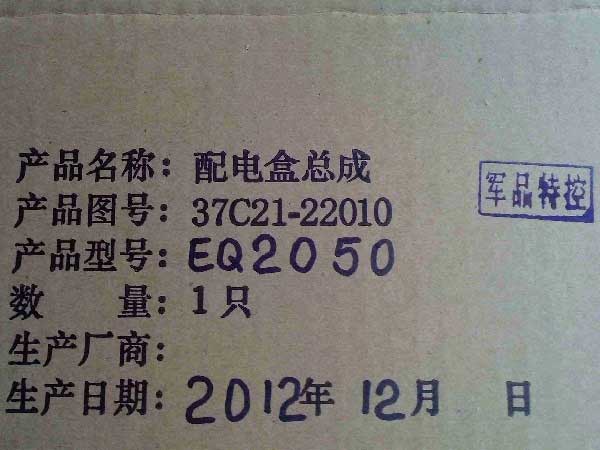 产品名称：配电盒总成
产品图号：37C21-22010
军品特控
产品型号：EQ2050
数 量：1只
生产厂商：
生产日期：2012年12月 日